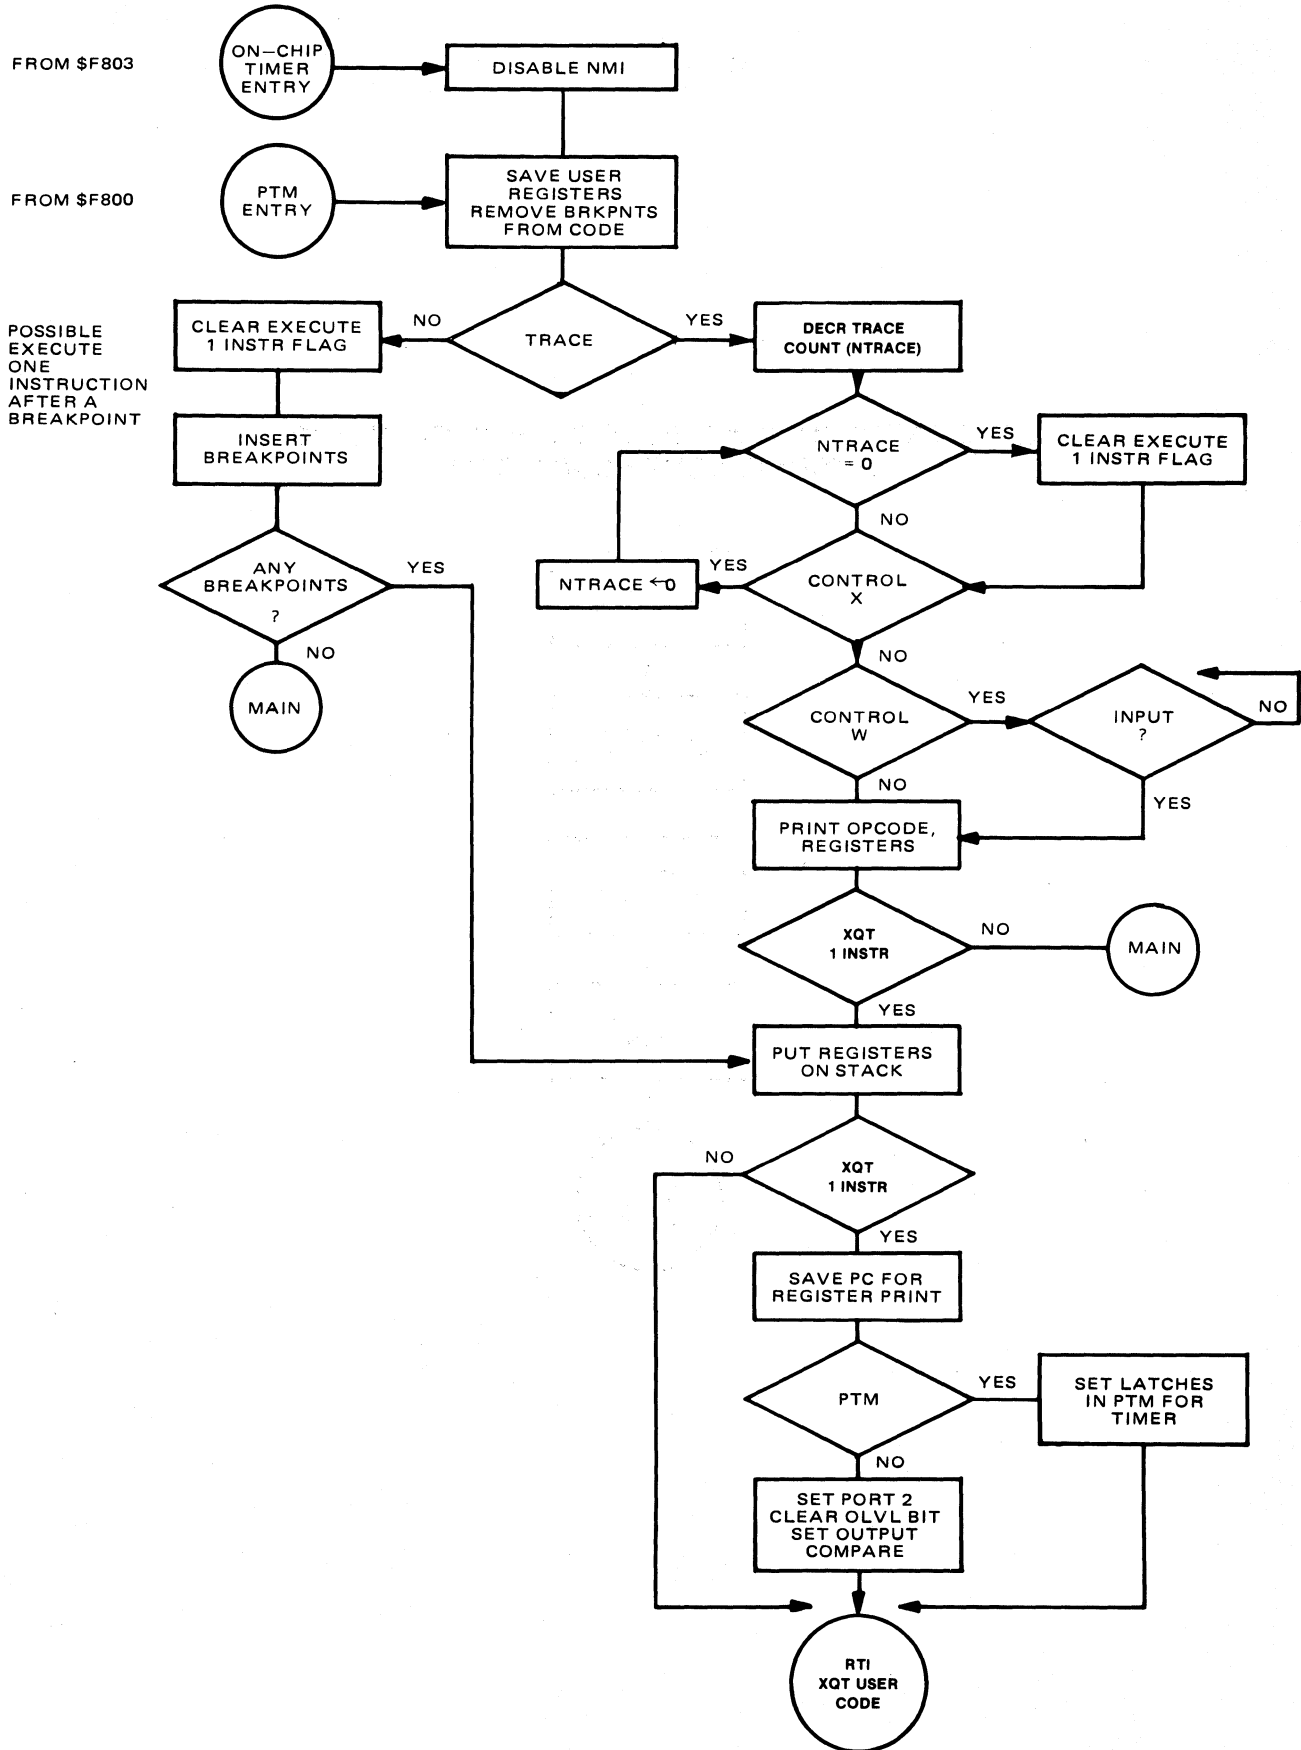 FROM $F803
ON–CHIP
TIMER
ENTRY
DISABLE NMI
FROM $F800
PTM
ENTRY
SAVE USER
REGISTERS
REMOVE BRKPNTS
FROM CODE
POSSIBLE
EXECUTE
ONE
INSTRUCTION
AFTER A
BREAKPOINT
CLEAR EXECUTE
1 INSTR FLAG
NO
TRACE
YES
DECR TRACE
COUNT (NTRACE)
INSERT
BREAKPOINTS
NTRACE
= 0
YES
CLEAR EXECUTE
1 INSTR FLAG
NO
ANY
BREAKPOINTS
?
YES
NO
MAIN
NTRACE ←0
YES
CONTROL
X
NO
CONTROL
W
YES
INPUT
?
NO
NO
YES
PRINT OPCODE,
REGISTERS
XQT
1 INSTR
NO
MAIN
YES
PUT REGISTERS
ON STACK
NO
XQT
1 INSTR
YES
SAVE PC FOR
REGISTER PRINT
PTM
YES
SET LATCHES
IN PTM FOR
TIMER
NO
SET PORT 2
CLEAR OLVL BIT
SET OUTPUT
COMPARE
RTI
XQT USER
CODE